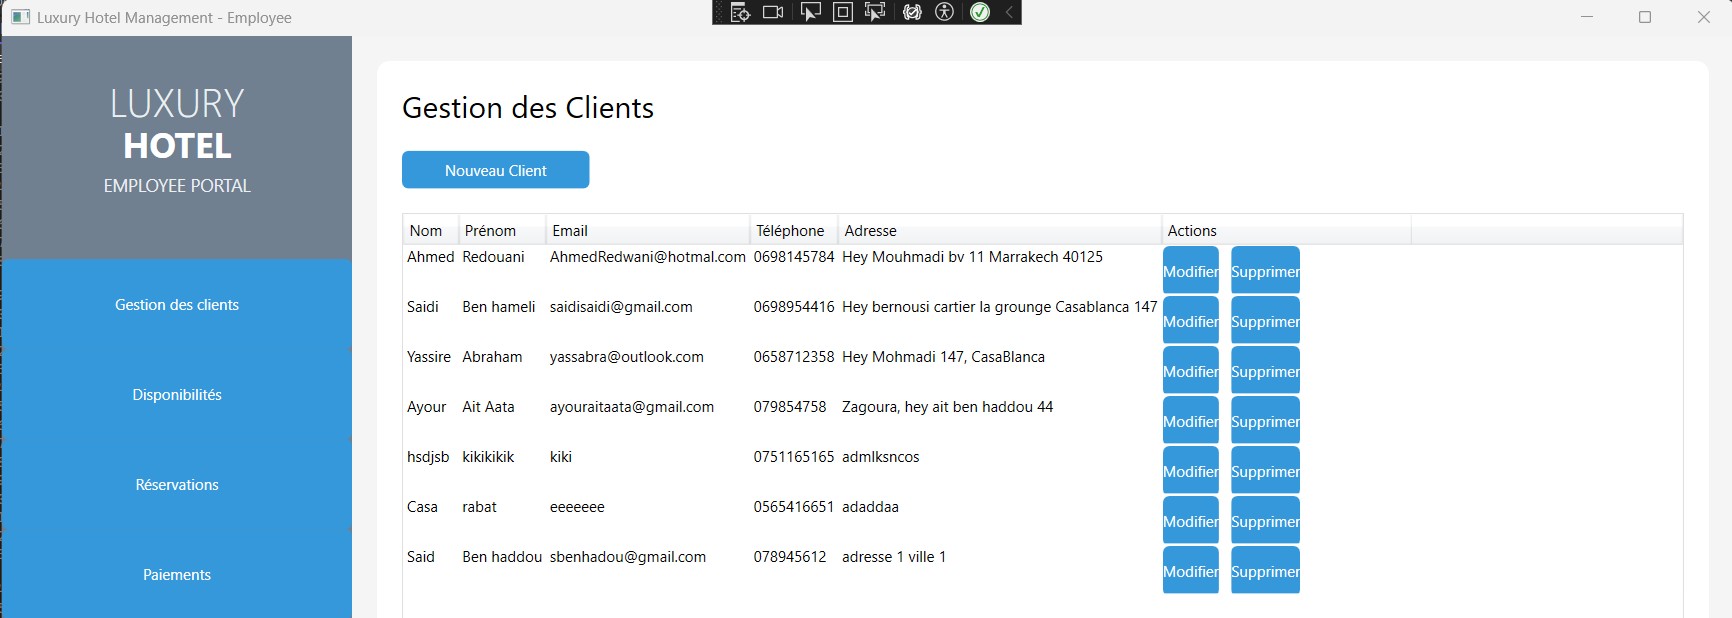 Luxury Hotel Management - Employee
LUXURY
HOTEL
EMPLOYEE PORTAL
Gestion des clients
Disponibilités
Réservations
Paiements
Gestion des Clients
Nouveau Client
Nom Prénom Email Téléphone Adresse Actions
Ahmed Redouani AhmedRedwani@hotmal.com 0698145784 Hey Mouhmadi bv 11 Marrakech 40125 Modifier Supprimer
Saidi Ben hameli saidisaidi@gmail.com 0698954416 Hey bernousi cartier la grounge Casablanca 147 Modifier Supprimer
Yassire Abraham yassabra@outlook.com 0658712358 Hey Mohmadi 147, CasaBlanca Modifier Supprimer
Ayour Ait Aata ayouraitaata@gmail.com 079854758 Zagoura, hey ait ben haddou 44 Modifier Supprimer
hsdjsb kikikikik kiki 0751165165 admlksncos Modifier Supprimer
Casa rabat eeeeeee 0565416651 adaddaa Modifier Supprimer
Said Ben haddou sbenhadou@gmail.com 078945612 adresse 1 ville 1 Modifier Supprimer